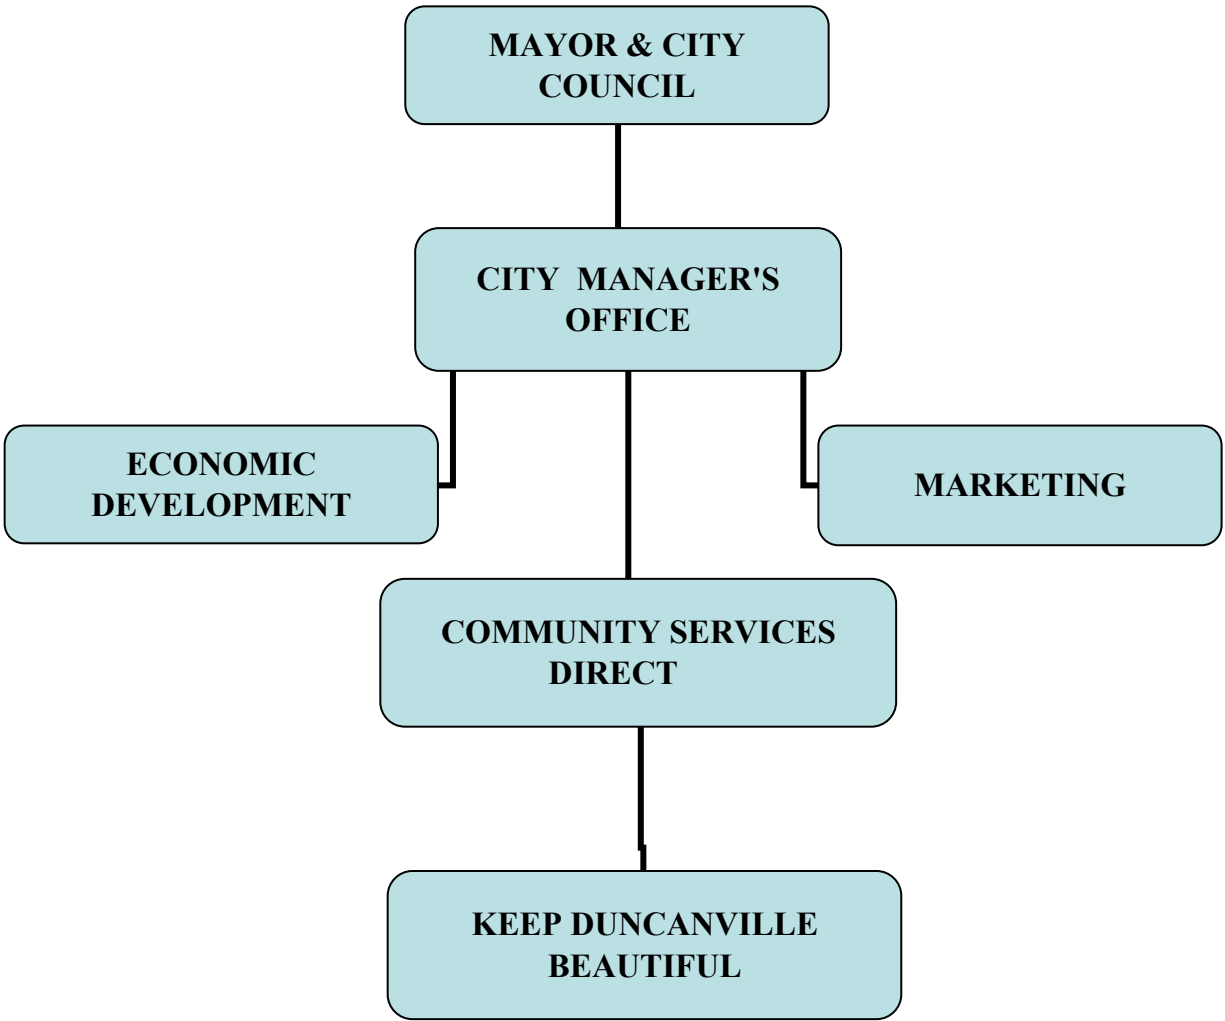 MAYOR & CITY
COUNCIL
CITY MANAGER'S
OFFICE
ECONOMIC
DEVELOPMENT
MARKETING
COMMUNITY SERVICES
DIRECT
KEEP DUNCANVILLE
BEAUTIFUL